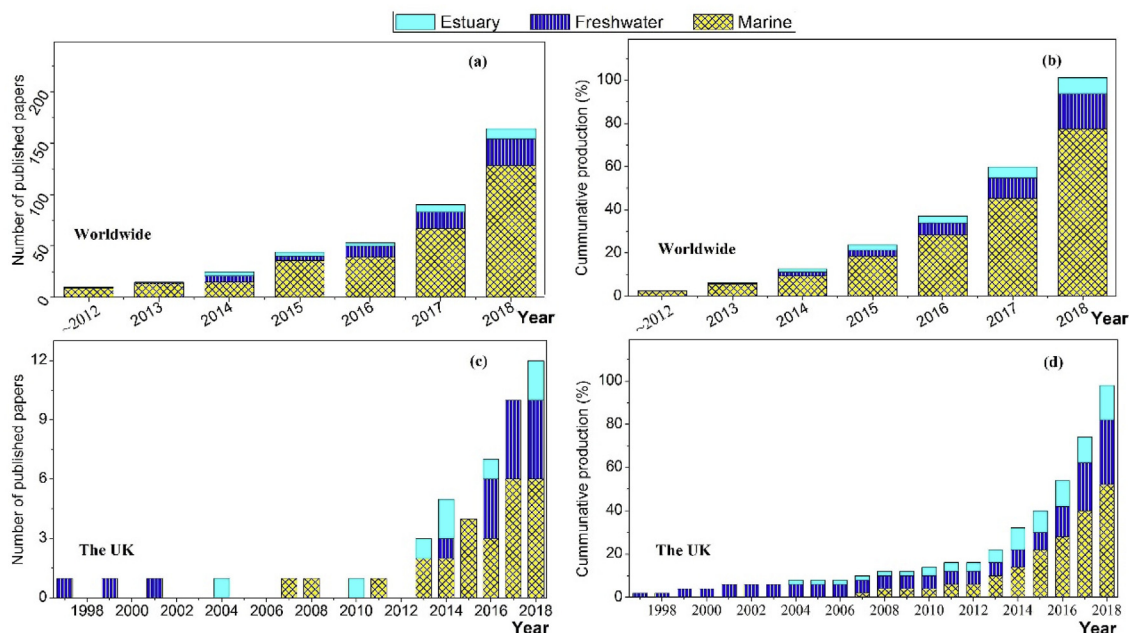 Estuary Freshwater Marine
(a)
Number of published papers
200
150
100
50
0
Worldwide
~2012 2013 2014 2015 2016 2017 2018 Year
(b)
Cummunative production (%)
100
80
60
40
20
0
Worldwide
~2012 2013 2014 2015 2016 2017 2018 Year
(c)
Number of published papers
12
9
6
3
0
The UK
1998 2000 2002 2004 2006 2008 2010 2012 2014 2016 2018
Year
(d)
Cummunative production (%)
100
80
60
40
20
0
The UK
1998 2000 2002 2004 2006 2008 2010 2012 2014 2016 2018
Year